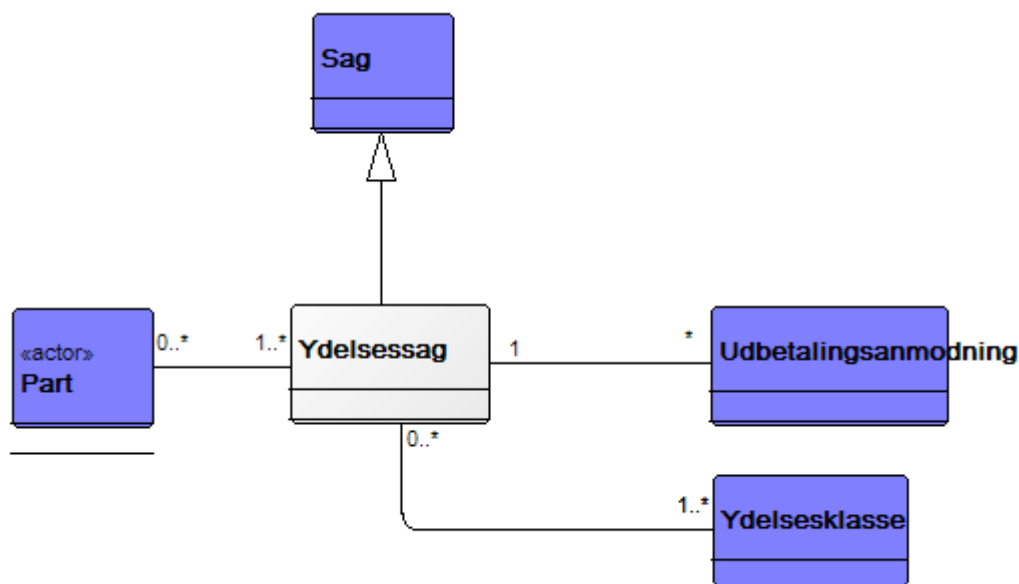 Sag
«actor»
Part
0..*
1..*
Ydelsessag
1
*
Udbetalingsanmodning
0..*
1..*
Ydelsesklasse